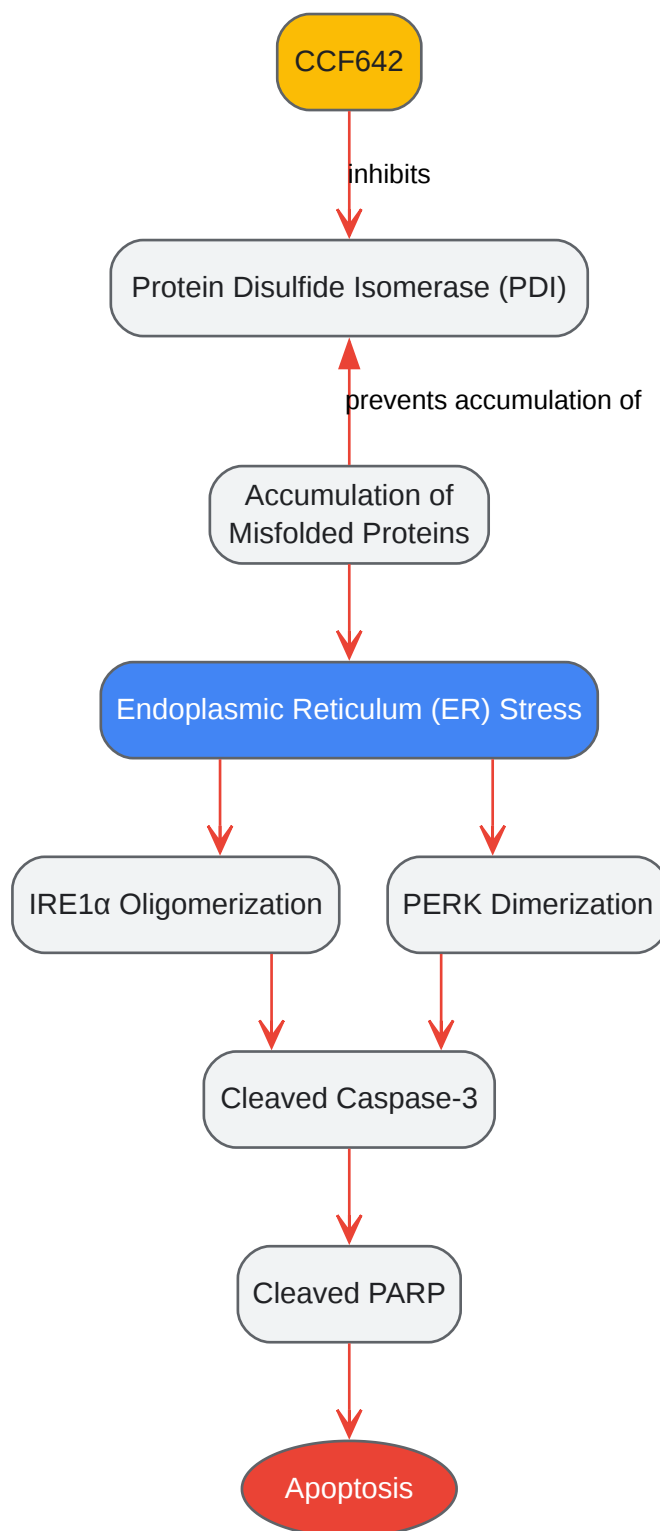 CCF642
inhibits
Protein Disulfide Isomerase (PDI)
prevents accumulation of
Accumulation of
Misfolded Proteins
Endoplasmic Reticulum (ER) Stress
IRE1α Oligomerization
PERK Dimerization
Cleaved Caspase-3
Cleaved PARP
Apoptosis